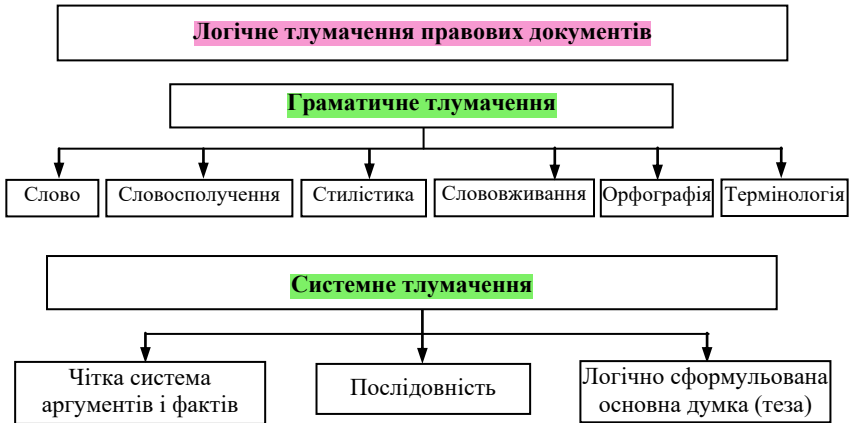 Логічне тлумачення правових документів
Граматичне тлумачення
Слово
Словосполучення
Стилістика
Слововживання
Орфографія
Термінологія
Системне тлумачення
Чітка система
аргументів і фактів
Послідовність
Логічно сформульована
основна думка (теза)